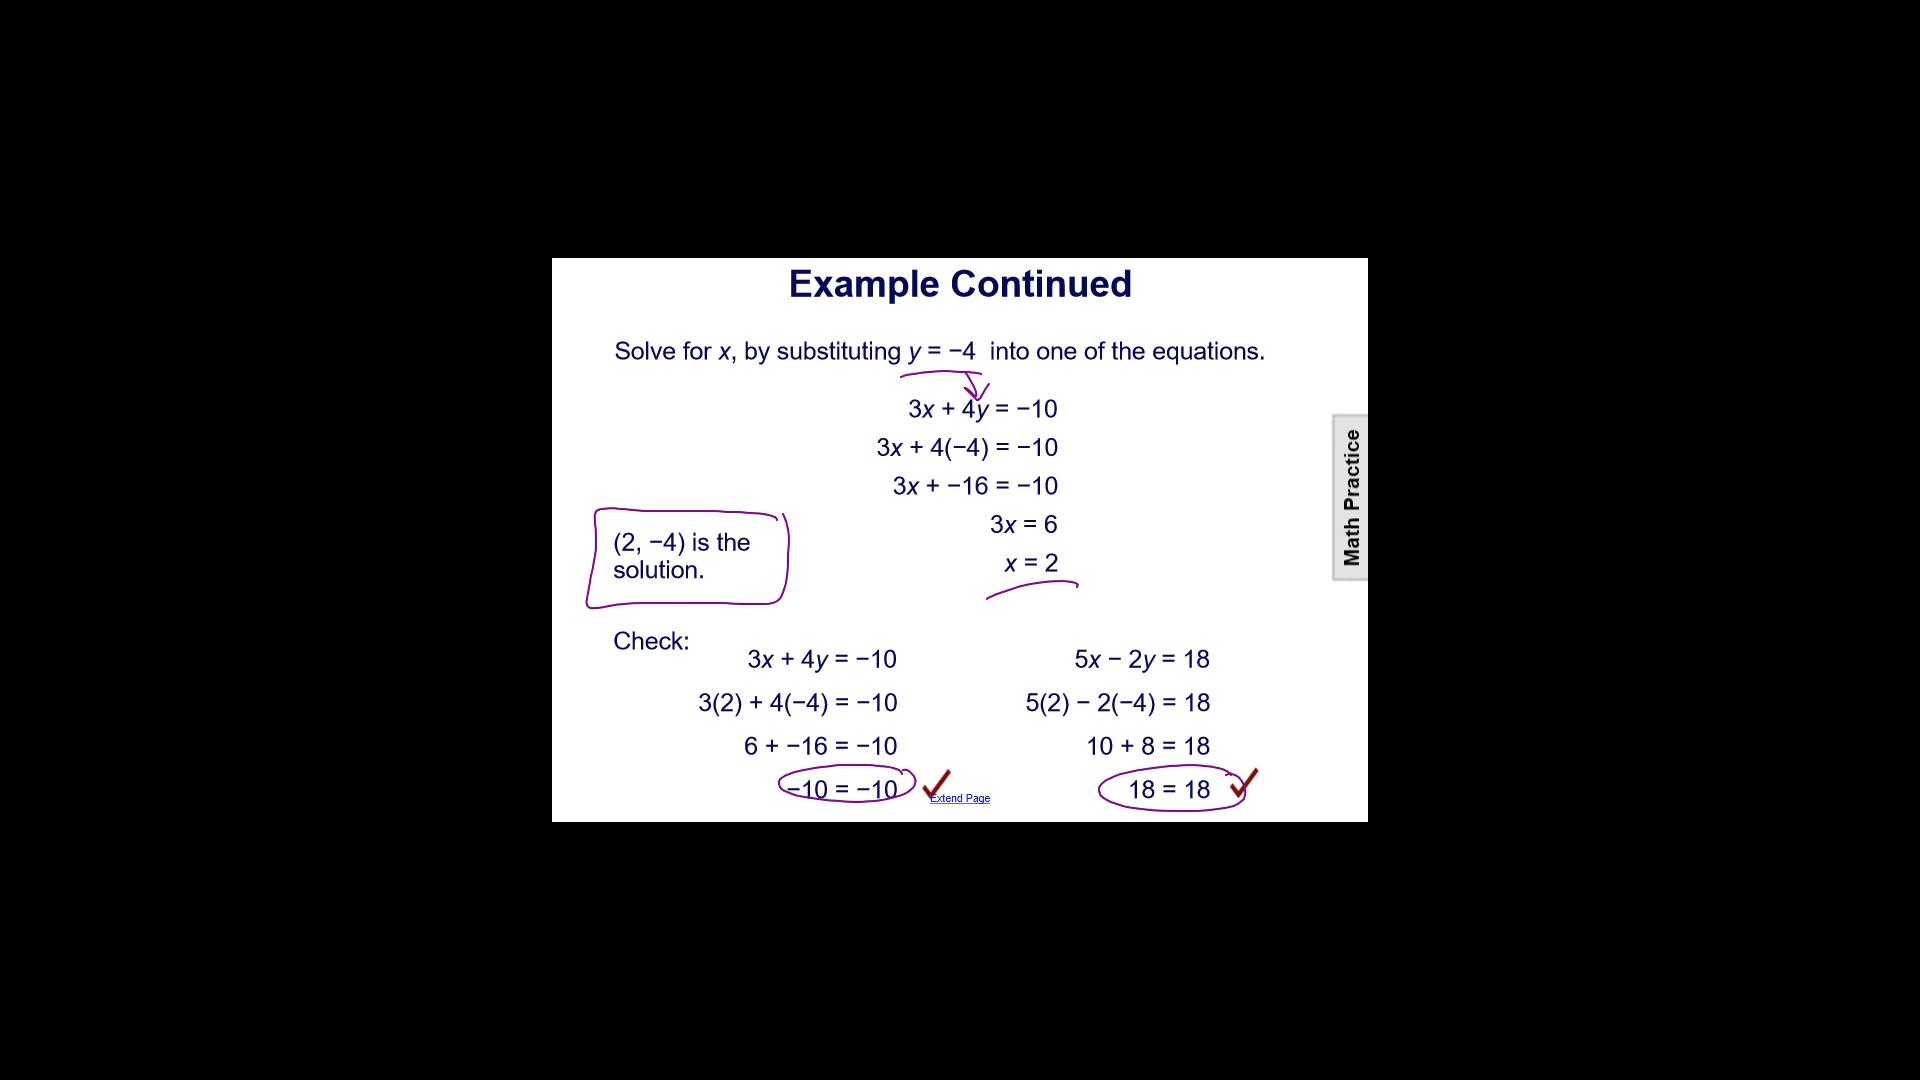 Example Continued
Solve for x, by substituting y = −4 into one of the equations.
3x + 4y = −10
3x + 4(−4) = −10
3x + −16 = −10
3x = 6
x = 2
(2, −4) is the
solution.
Math Practice
Check:
3x + 4y = −10
3(2) + 4(−4) = −10
6 + −16 = −10
−10 = −10
5x − 2y = 18
5(2) − 2(−4) = 18
10 + 8 = 18
18 = 18
Extend Page